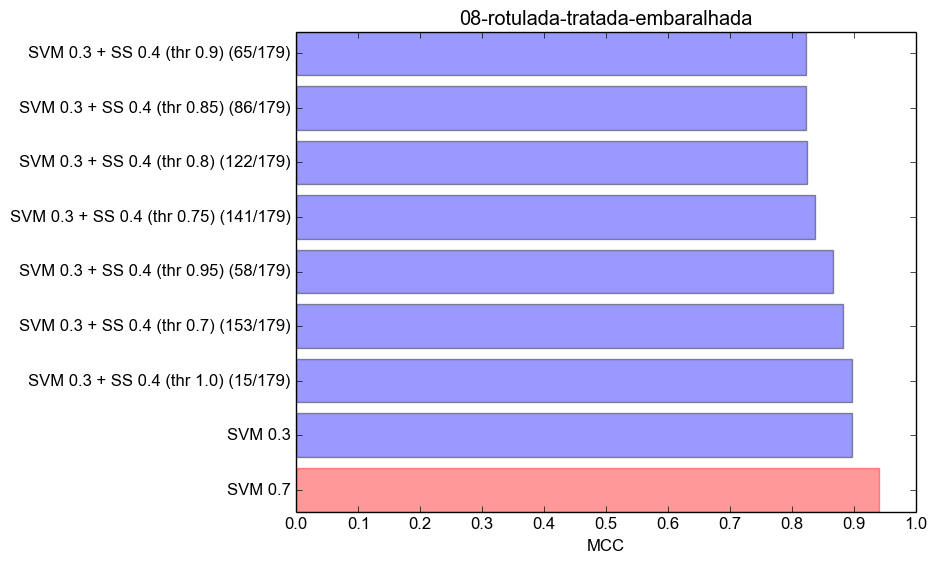 08-rotulada-tratada-embaralhada
SVM 0.3 + SS 0.4 (thr 0.9) (65/179)
SVM 0.3 + SS 0.4 (thr 0.85) (86/179)
SVM 0.3 + SS 0.4 (thr 0.8) (122/179)
SVM 0.3 + SS 0.4 (thr 0.75) (141/179)
SVM 0.3 + SS 0.4 (thr 0.95) (58/179)
SVM 0.3 + SS 0.4 (thr 0.7) (153/179)
SVM 0.3 + SS 0.4 (thr 1.0) (15/179)
SVM 0.3
SVM 0.7
0.0 0.1 0.2 0.3 0.4 0.5 0.6 0.7 0.8 0.9 1.0
MCC